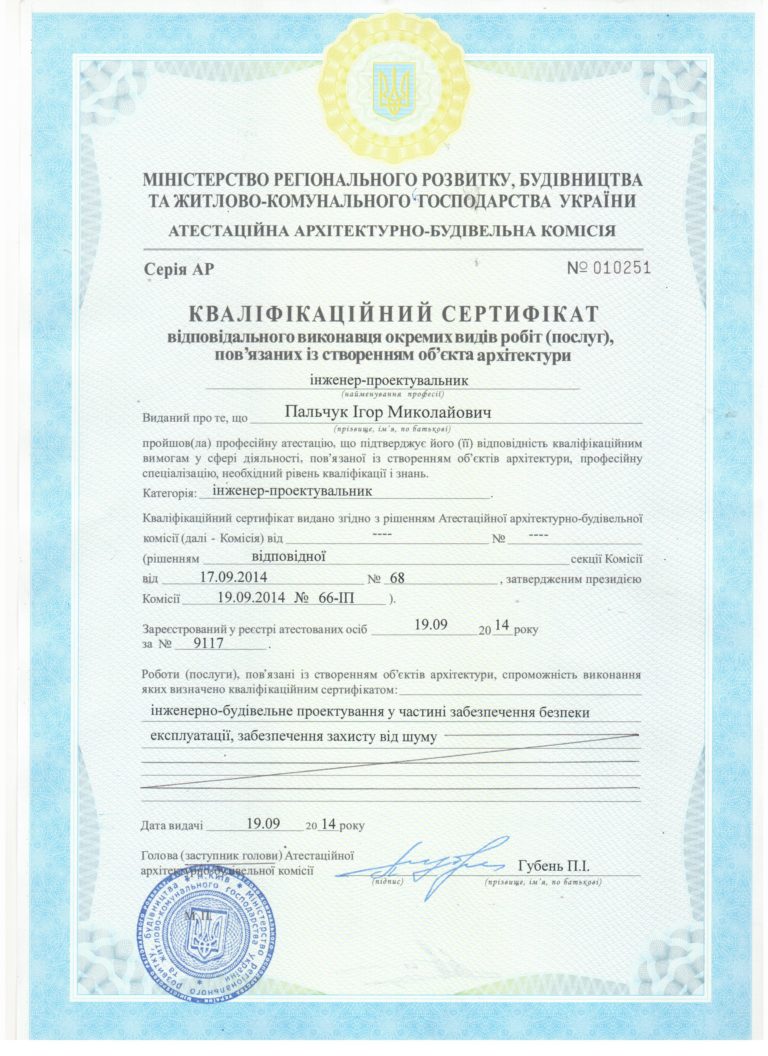 МІНІСТЕРСТВО РЕГІОНАЛЬНОГО РОЗВИТКУ, БУДІВНИЦТВА
ТА ЖИТЛОВО-КОМУНАЛЬНОГО ГОСПОДАРСТВА УКРАЇНИ
АТЕСТАЦІЙНА АРХІТЕКТУРНО-БУДІВЕЛЬНА КОМІСІЯ
Серія АР № 010251
КВАЛІФІКАЦІЙНИЙ СЕРТИФІКАТ
відповідального виконавця окремих видів робіт (послуг),
пов’язаних із створенням об’єкта архітектури
інженер-проектувальник
(найменування професії)
Виданий про те, що Пальчук Ігор Миколайович
(прізвище, ім’я, по батькові)
пройшов(ла) професійну атестацію, що підтверджує його (її) відповідність кваліфікаційним
вимогам у сфері діяльності, пов’язаної із створенням об’єктів архітектури, професійну
спеціалізацію, необхідний рівень кваліфікації і знань.
Категорія: інженер-проектувальник.
Кваліфікаційний сертифікат видано згідно з рішенням Атестаційної архітектурно-будівельної
комісії (далі - Комісія) від ---- № ----
(рішенням відповідної секції Комісії
від 17.09.2014 № 68, затвердженим президією
Комісії 19.09.2014 № 66-ІП ).
Зареєстрований у реєстрі атестованих осіб 19.09 2014 року
за № 9117.
Роботи (послуги), пов’язані із створенням об’єктів архітектури, спроможність виконання
яких визначено кваліфікаційним сертифікатом:
інженерно-будівельне проектування у частині забезпечення безпеки
експлуатації, забезпечення захисту від шуму
Дата видачі 19.09 2014 року
Голова (заступник голови) Атестаційної
архітектурно-будівельної комісії Губень П.І.
(підпис) (прізвище, ім’я, по батькові)
М.П.
* м.Київ * Міністерство регіонального розвитку, будівництва
та житлово-комунального господарства України *